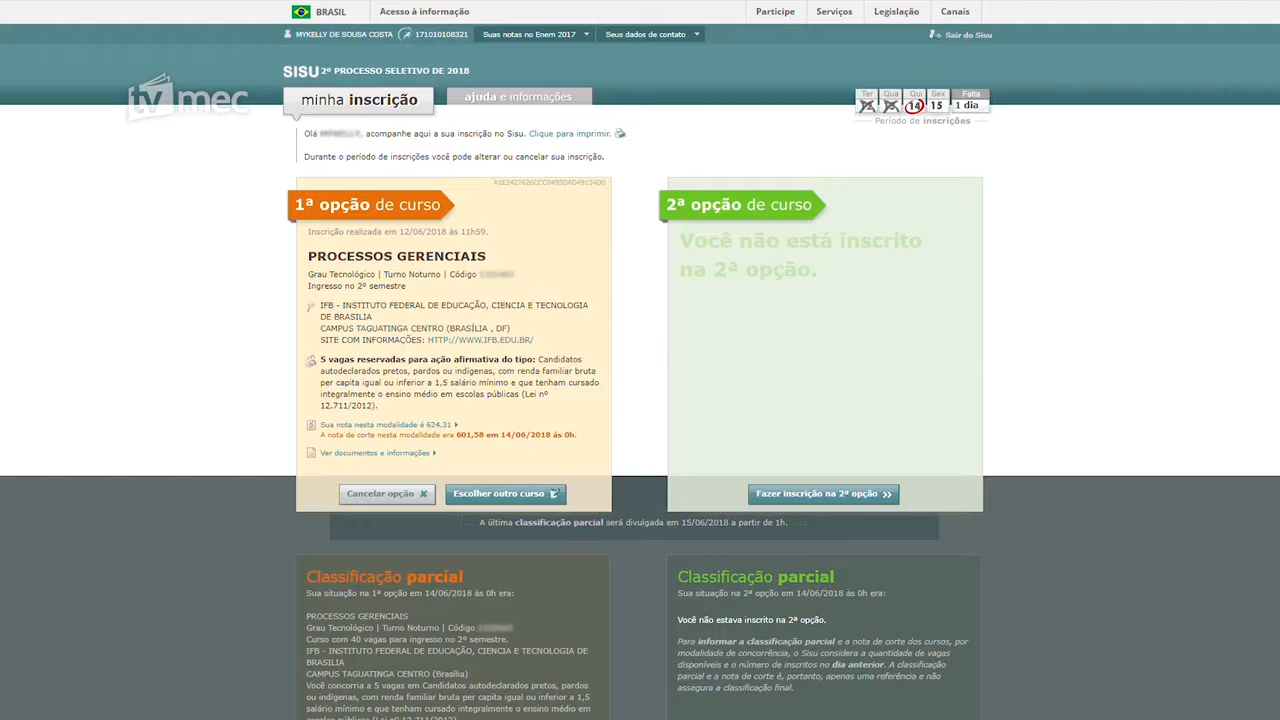 BRASIL Acesso à informação Participe Serviços Legislação Canais
MYKELLY DE SOUSA COSTA 171010108321 Suas notas no Enem 2017 Seus dados de contato Sair do Sisu
SISU 2º PROCESSO SELETIVO DE 2018
tv mec
minha inscrição ajuda e informações
Ter Qua Qui Sex Falta
14 15 1 dia
Período de inscrições
Olá , acompanhe aqui a sua inscrição no Sisu. Clique para imprimir.
Durante o período de inscrições você pode alterar ou cancelar sua inscrição.
1ª opção de curso
Inscrição realizada em 12/06/2018 às 11h59.
PROCESSOS GERENCIAIS
Grau Tecnológico | Turno Noturno | Código
Ingresso no 2º semestre
IFB - INSTITUTO FEDERAL DE EDUCAÇÃO, CIENCIA E TECNOLOGIA
DE BRASILIA
CAMPUS TAGUATINGA CENTRO (BRASÍLIA , DF)
SITE COM INFORMAÇÕES: HTTP://WWW.IFB.EDU.BR/
5 vagas reservadas para ação afirmativa do tipo: Candidatos
autodeclarados pretos, pardos ou indígenas, com renda familiar bruta
per capita igual ou inferior a 1,5 salário mínimo e que tenham cursado
integralmente o ensino médio em escolas públicas (Lei nº
12.711/2012).
Sua nota nesta modalidade é 624,31
A nota de corte nesta modalidade era 601,58 em 14/06/2018 às 0h.
Ver documentos e informações
Cancelar opção Escolher outro curso
2ª opção de curso
Você não está inscrito
na 2ª opção.
Fazer inscrição na 2ª opção
A última classificação parcial será divulgada em 15/06/2018 a partir de 1h.
Classificação parcial
Sua situação na 1ª opção em 14/06/2018 às 0h era:
PROCESSOS GERENCIAIS
Grau Tecnológico | Turno Noturno | Código
Curso com 40 vagas para ingresso no 2º semestre.
IFB - INSTITUTO FEDERAL DE EDUCAÇÃO, CIENCIA E TECNOLOGIA DE
BRASILIA
CAMPUS TAGUATINGA CENTRO (Brasília)
Você concorria a 5 vagas em Candidatos autodeclarados pretos, pardos
ou indígenas, com renda familiar bruta per capita igual ou inferior a 1,5
salário mínimo e que tenham cursado integralmente o ensino médio em
escolas públicas (Lei nº 12.711/2012).
Classificação parcial
Sua situação na 2ª opção em 14/06/2018 às 0h era:
Você não estava inscrito na 2ª opção.
Para informar a classificação parcial e a nota de corte dos cursos, por
modalidade de concorrência, o Sisu considera a quantidade de vagas
disponíveis e o número de inscritos no dia anterior. A classificação
parcial e a nota de corte é, portanto, apenas uma referência e não
assegura a classificação final.